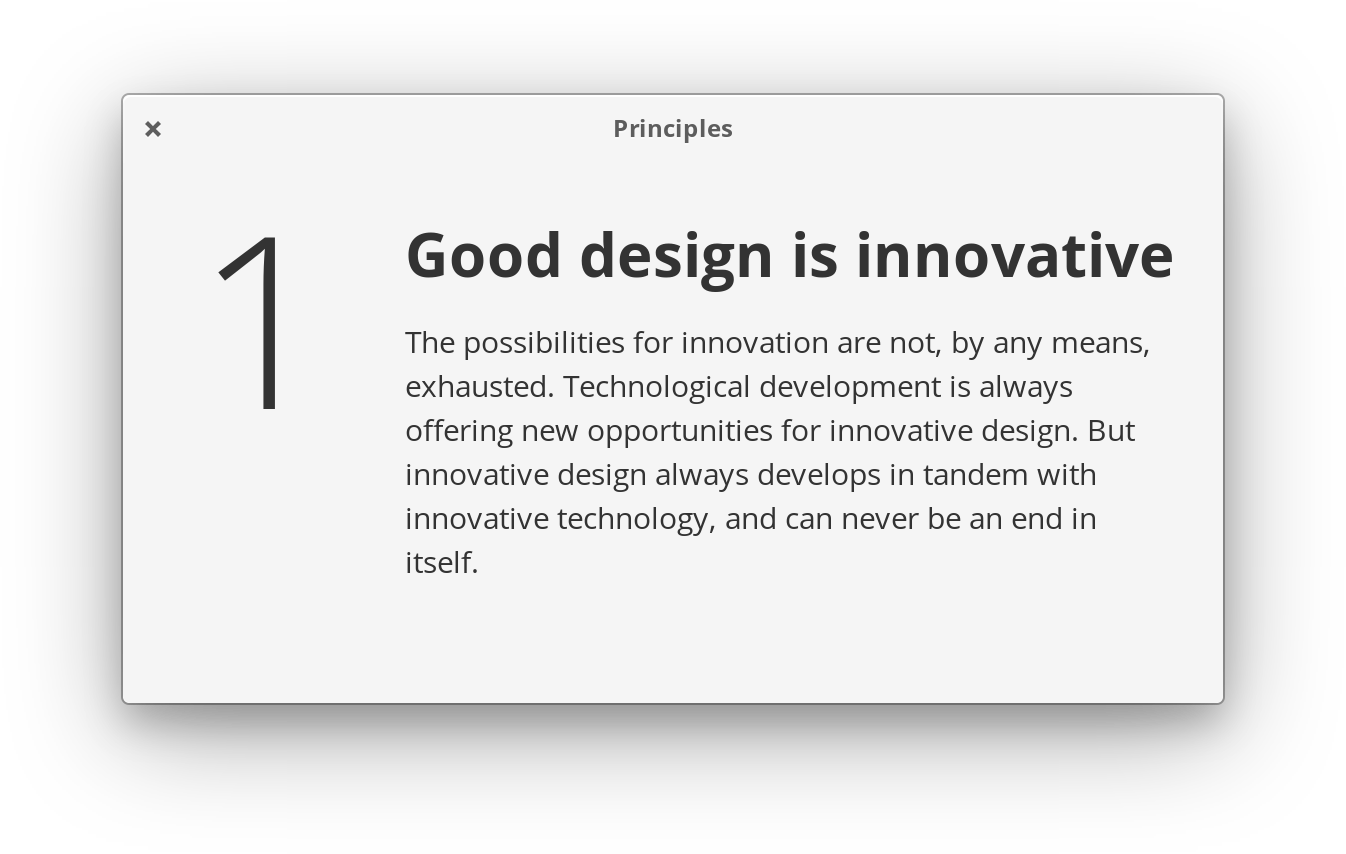 Principles
1
Good design is innovative
The possibilities for innovation are not, by any means,
exhausted. Technological development is always
offering new opportunities for innovative design. But
innovative design always develops in tandem with
innovative technology, and can never be an end in
itself.